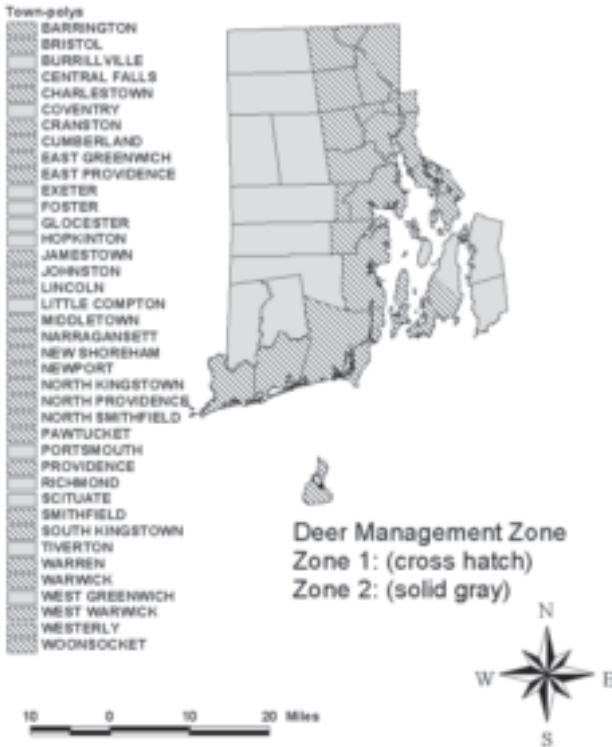 Town-polys
BARRINGTON
BRISTOL
BURRILLVILLE
CENTRAL FALLS
CHARLESTOWN
COVENTRY
CRANSTON
CUMBERLAND
EAST GREENWICH
EAST PROVIDENCE
EXETER
FOSTER
GLOCESTER
HOPKINTON
JAMESTOWN
JOHNSTON
LINCOLN
LITTLE COMPTON
MIDDLETOWN
NARRAGANSETT
NEW SHOREHAM
NEWPORT
NORTH KINGSTOWN
NORTH PROVIDENCE
NORTH SMITHFIELD
PAWTUCKET
PORTSMOUTH
PROVIDENCE
RICHMOND
SCITUATE
SMITHFIELD
SOUTH KINGSTOWN
TIVERTON
WARREN
WARWICK
WEST GREENWICH
WEST WARWICK
WESTERLY
WOONSOCKET
Deer Management Zone
Zone 1: (cross hatch)
Zone 2: (solid gray)
N
W E
S
10 0 10 20 Miles